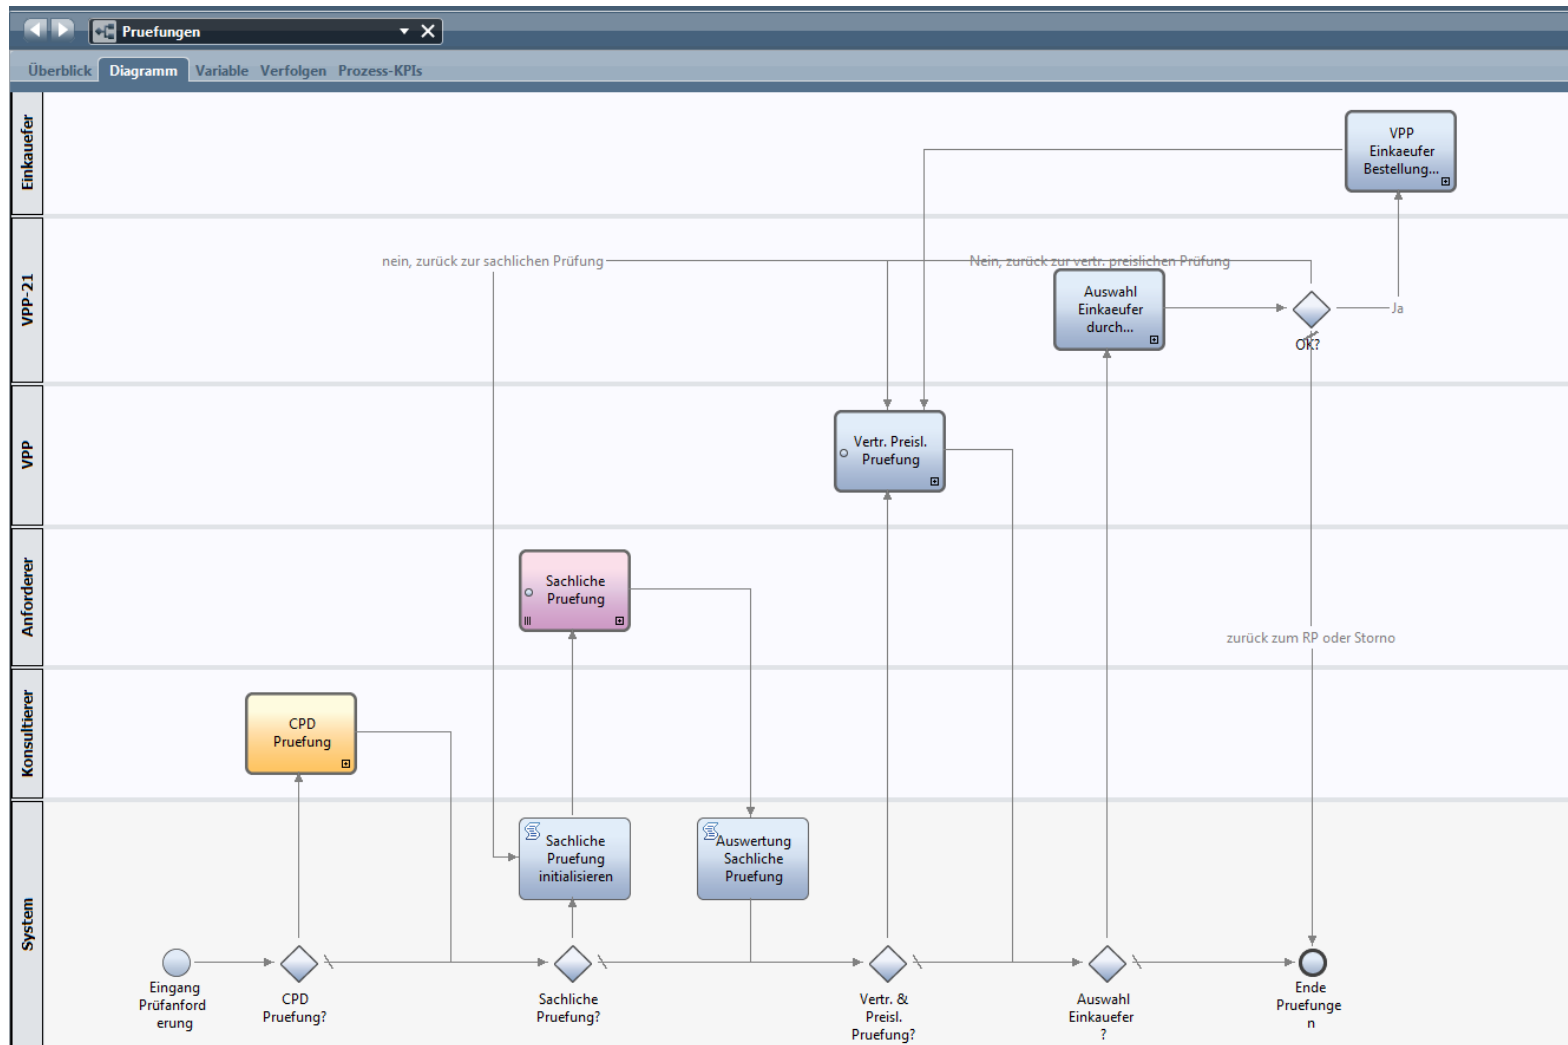 Pruefungen
Überblick Diagramm Variable Verfolgen Prozess-KPIs
Einkauefer
VPP
Einkaeufer
Bestellung...
VPP-21
nein, zurück zur sachlichen Prüfung
Nein, zurück zur vertr. preislichen Prüfung
Auswahl
Einkaeufer
durch...
Ja
OK?
VPP
Vertr. Preisl.
Pruefung
Anforderer
Sachliche
Pruefung
zurück zum RP oder Storno
Konsultierer
CPD
Pruefung
System
Sachliche
Pruefung
initialisieren
Auswertung
Sachliche
Pruefung
Eingang
Prüfanford
erung
CPD
Pruefung?
Sachliche
Pruefung?
Vertr. &
Preisl.
Pruefung?
Auswahl
Einkauefer
?
Ende
Pruefunge
n